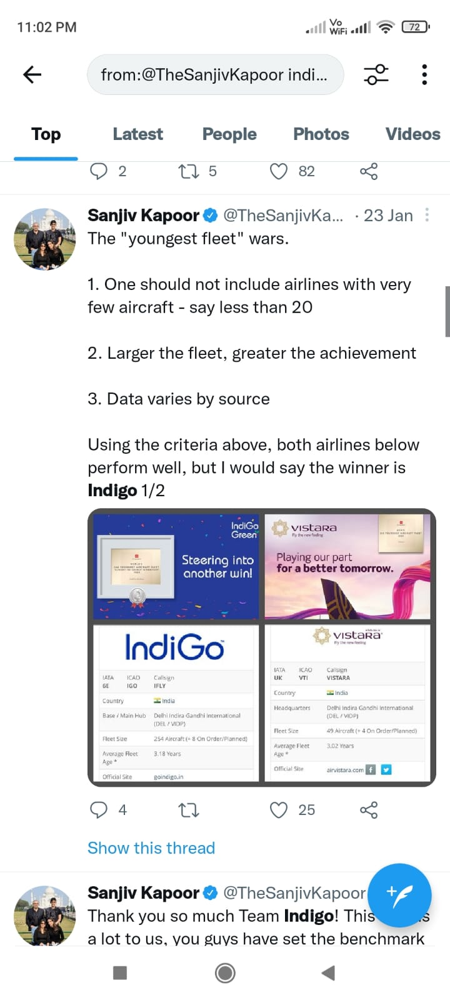 11:02 PM
Vo
WiFi
72
from:@TheSanjivKapoor indi...
Top Latest People Photos Videos
2 5 82
Sanjiv Kapoor @TheSanjivKa... · 23 Jan
The "youngest fleet" wars.
1. One should not include airlines with very
few aircraft - say less than 20
2. Larger the fleet, greater the achievement
3. Data varies by source
Using the criteria above, both airlines below
perform well, but I would say the winner is
Indigo 1/2
IndiGo
Green
Steering into
another win!
vistara
Fly the new feeling
Playing our part
for a better tomorrow.
IndiGo
IATA ICAO Callsign
6E IGO IFLY
Country India
Base / Main Hub Delhi Indira Gandhi International
(DEL / VIDP)
Fleet Size 254 Aircraft (+ 8 On Order/Planned)
Average Fleet 3.18 Years
Age *
Official Site goindigo.in
vistara
Fly the new feeling
IATA ICAO Callsign
UK VTI VISTARA
Country India
Headquarters Delhi Indira Gandhi International
(DEL / VIDP)
Fleet Size 49 Aircraft (+ 4 On Order/Planned)
Average Fleet 3.02 Years
Age *
Official Site airvistara.com
4 25
Show this thread
Sanjiv Kapoor @TheSanjivKapoor
Thank you so much Team Indigo! This
a lot to us, you guys have set the benchmark